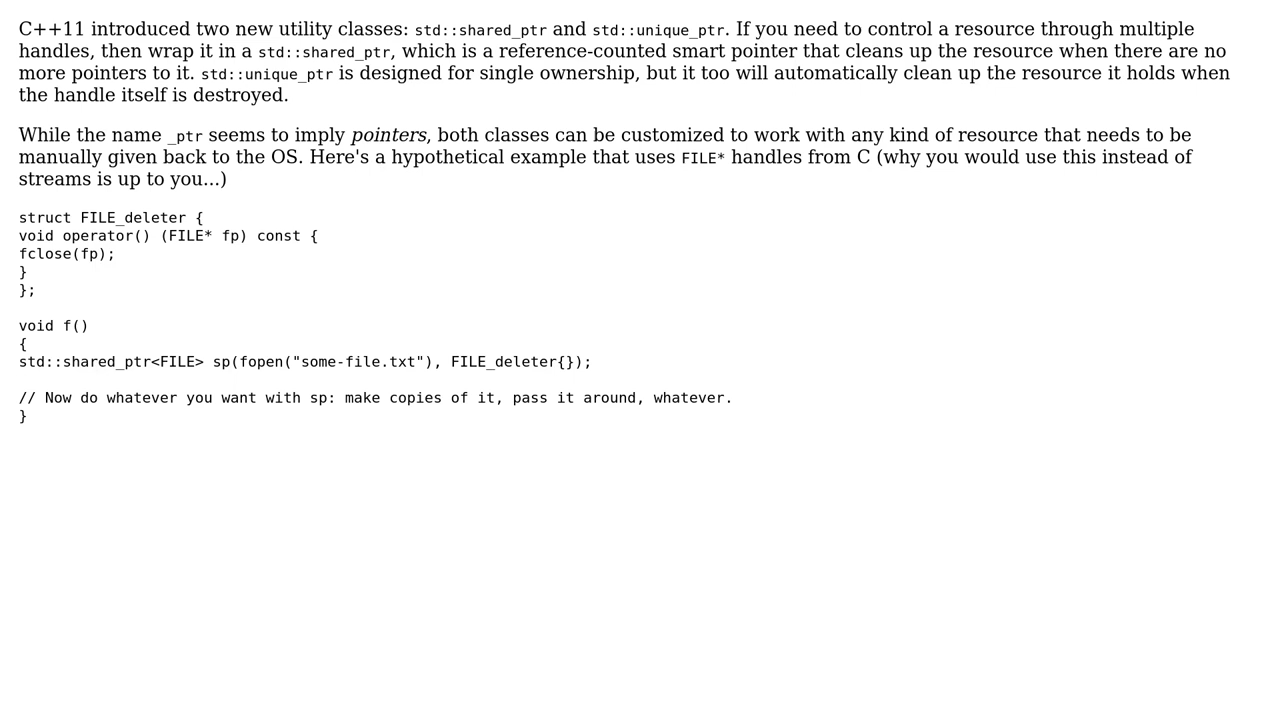 C++11 introduced two new utility classes: std::shared_ptr and std::unique_ptr. If you need to control a resource through multiple
handles, then wrap it in a std::shared_ptr, which is a reference-counted smart pointer that cleans up the resource when there are no
more pointers to it. std::unique_ptr is designed for single ownership, but it too will automatically clean up the resource it holds when
the handle itself is destroyed.
While the name _ptr seems to imply pointers, both classes can be customized to work with any kind of resource that needs to be
manually given back to the OS. Here's a hypothetical example that uses FILE* handles from C (why you would use this instead of
streams is up to you...)
struct FILE_deleter {
void operator() (FILE* fp) const {
fclose(fp);
}
};
void f()
{
std::shared_ptr<FILE> sp(fopen("some-file.txt"), FILE_deleter{});
// Now do whatever you want with sp: make copies of it, pass it around, whatever.
}